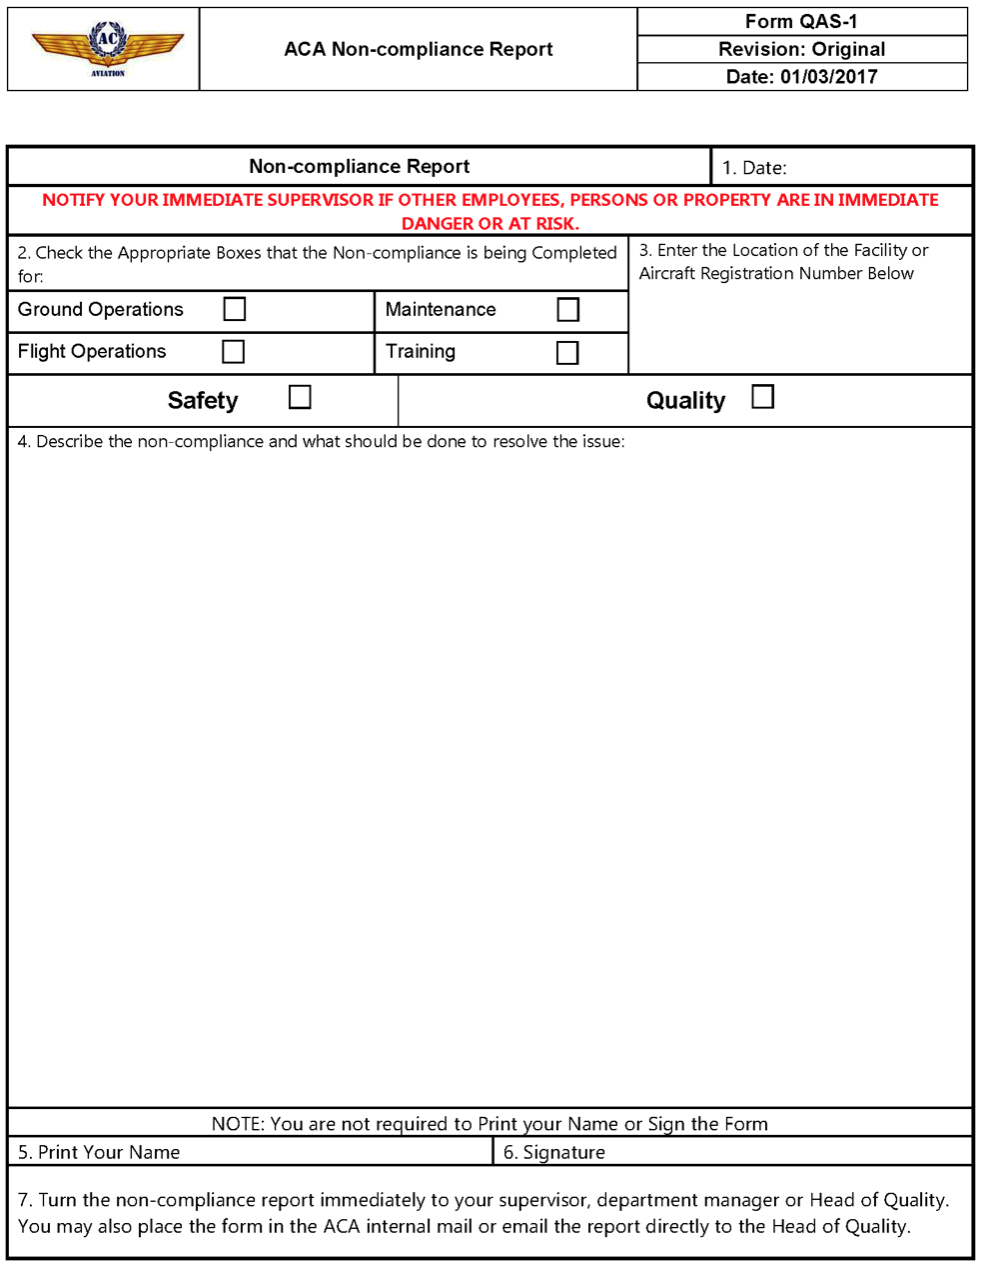 AC
AVIATION
ACA Non-compliance Report
Form QAS-1
Revision: Original
Date: 01/03/2017
Non-compliance Report
1. Date:
NOTIFY YOUR IMMEDIATE SUPERVISOR IF OTHER EMPLOYEES, PERSONS OR PROPERTY ARE IN IMMEDIATE
DANGER OR AT RISK.
2. Check the Appropriate Boxes that the Non-compliance is being Completed
for:
3. Enter the Location of the Facility or
Aircraft Registration Number Below
Ground Operations
Maintenance
Flight Operations
Training
Safety
Quality
4. Describe the non-compliance and what should be done to resolve the issue:
NOTE: You are not required to Print your Name or Sign the Form
5. Print Your Name
6. Signature
7. Turn the non-compliance report immediately to your supervisor, department manager or Head of Quality.
You may also place the form in the ACA internal mail or email the report directly to the Head of Quality.